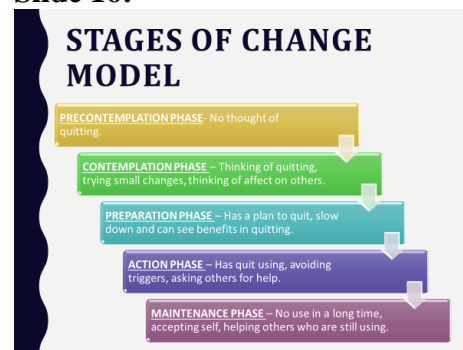 Slide 16:
STAGES OF CHANGE
MODEL
PRECONTEMPLATION PHASE- No thought of
quitting.
CONTEMPLATION PHASE – Thinking of quitting,
trying small changes, thinking of affect on others.
PREPARATION PHASE – Has a plan to quit, slow
down and can see benefits in quitting.
ACTION PHASE – Has quit using, avoiding
triggers, asking others for help.
MAINTENANCE PHASE – No use in a long time,
accepting self, helping others who are still using.